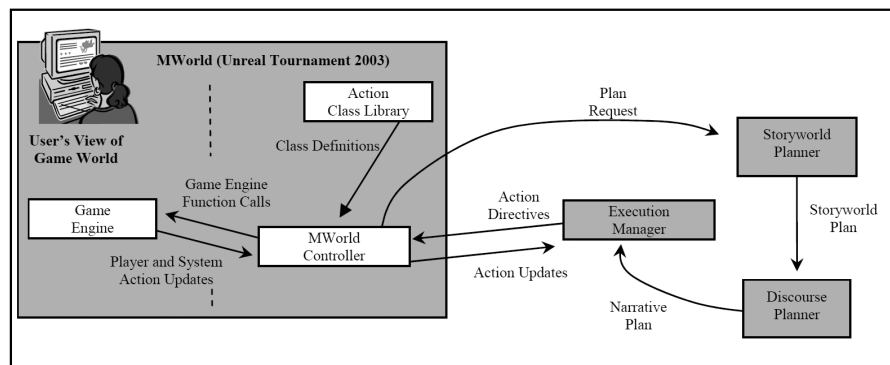 MWorld (Unreal Tournament 2003)
User's View of
Game World
Action
Class Library
Class Definitions
Game Engine
Function Calls
Game
Engine
MWorld
Controller
Player and System
Action Updates
Plan
Request
Storyworld
Planner
Action
Directives
Execution
Manager
Storyworld
Plan
Action Updates
Narrative
Plan
Discourse
Planner